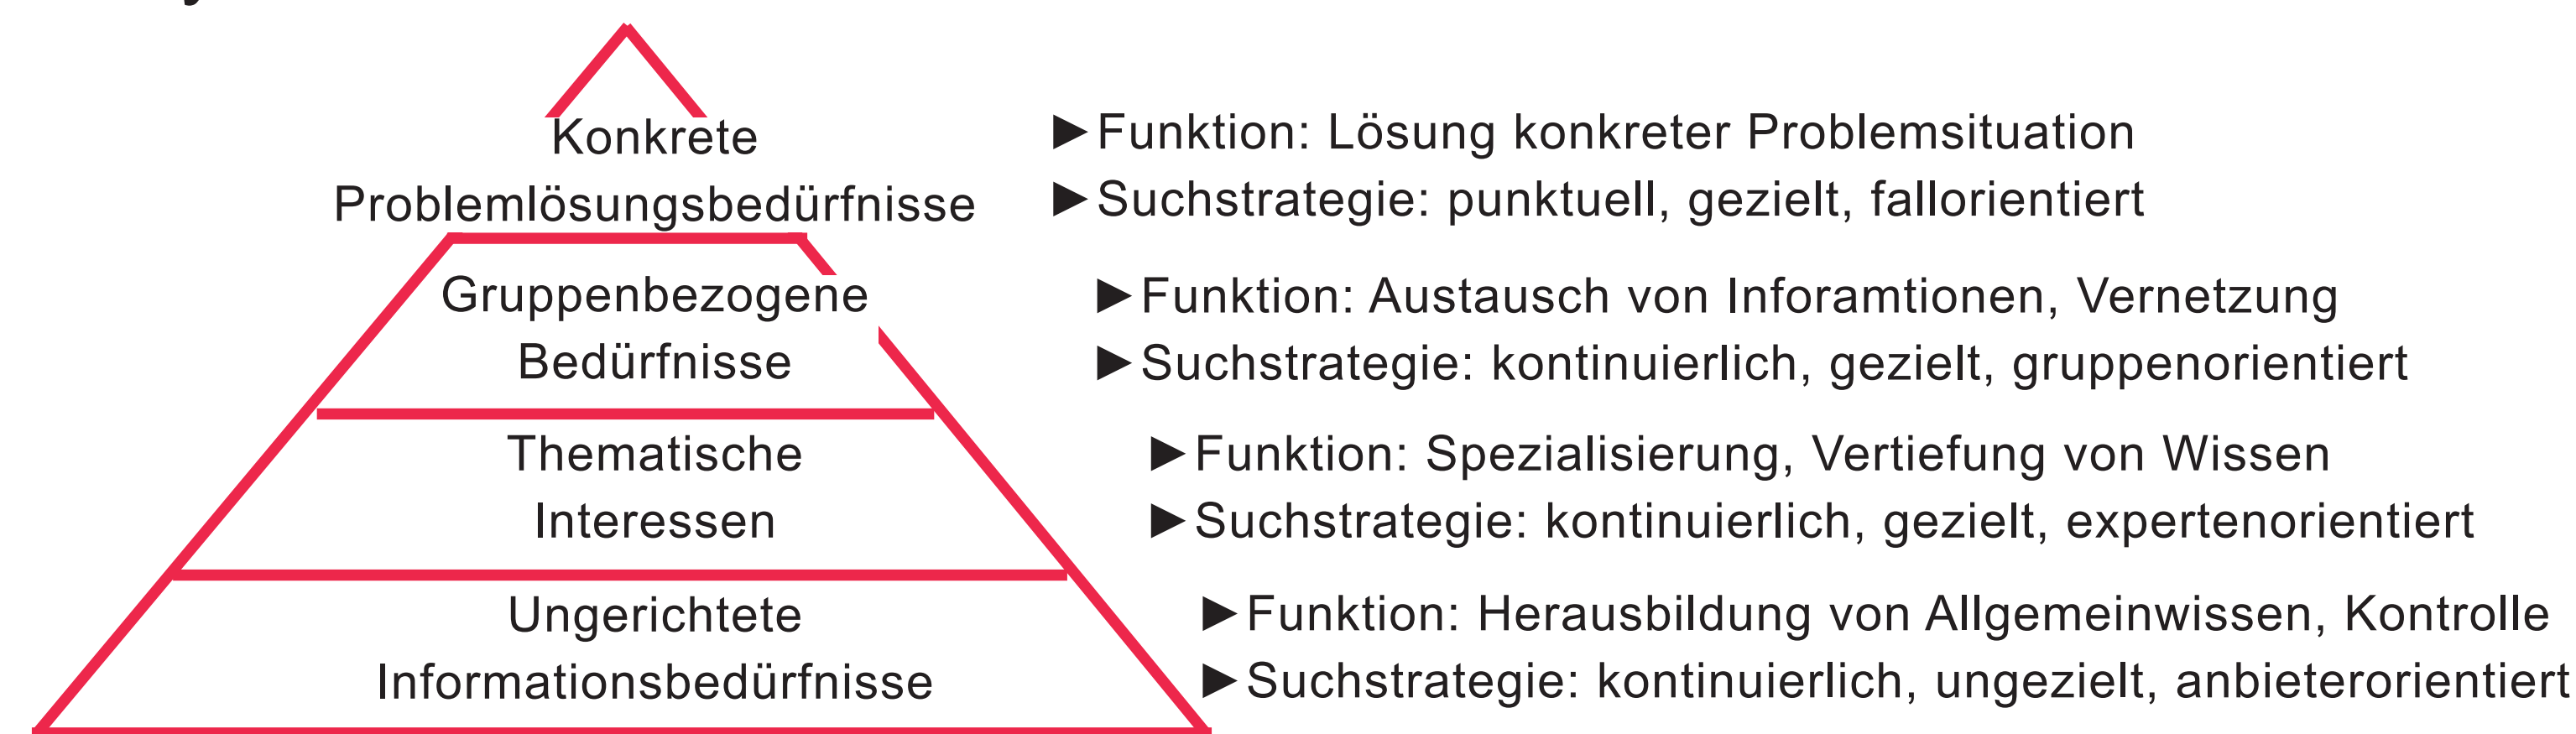 Konkrete
Problemlösungsbedürfnisse
►Funktion: Lösung konkreter Problemsituation
►Suchstrategie: punktuell, gezielt, fallorientiert
Gruppenbezogene
Bedürfnisse
►Funktion: Austausch von Inforamtionen, Vernetzung
►Suchstrategie: kontinuierlich, gezielt, gruppenorientiert
Thematische
Interessen
►Funktion: Spezialisierung, Vertiefung von Wissen
►Suchstrategie: kontinuierlich, gezielt, expertenorientiert
Ungerichtete
Informationsbedürfnisse
►Funktion: Herausbildung von Allgemeinwissen, Kontrolle
►Suchstrategie: kontinuierlich, ungezielt, anbieterorientiert